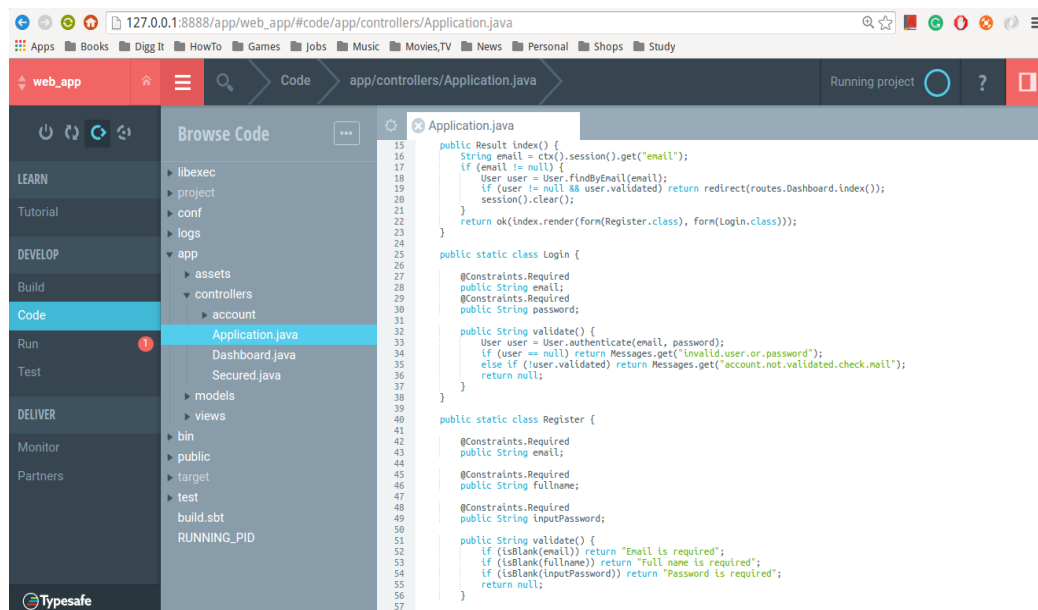 127.0.0.1:8888/app/web_app/#code/app/controllers/Application.java
Apps Books Digg It HowTo Games Jobs Music Movies,TV News Personal Shops Study
web_app Code app/controllers/Application.java Running project ?
Browse Code ...
Application.java
LEARN
Tutorial
DEVELOP
Build
Code
Run 1
Test
DELIVER
Monitor
Partners
Typesafe
libexec
project
conf
logs
app
assets
controllers
account
Application.java
Dashboard.java
Secured.java
models
views
bin
public
target
test
build.sbt
RUNNING_PID
15 public Result index() {
16 String email = ctx().session().get("email");
17 if (email != null) {
18 User user = User.findByEmail(email);
19 if (user != null && user.validated) return redirect(routes.Dashboard.index());
20 session().clear();
21 }
22 return ok(index.render(form(Register.class), form(Login.class)));
23 }
24
25 public static class Login {
26
27 @Constraints.Required
28 public String email;
29 @Constraints.Required
30 public String password;
31
32 public String validate() {
33 User user = User.authenticate(email, password);
34 if (user == null) return Messages.get("invalid.user.or.password");
35 else if (!user.validated) return Messages.get("account.not.validated.check.mail");
36 return null;
37 }
38 }
39
40 public static class Register {
41
42 @Constraints.Required
43 public String email;
44
45 @Constraints.Required
46 public String fullname;
47
48 @Constraints.Required
49 public String inputPassword;
50
51 public String validate() {
52 if (isBlank(email)) return "Email is required";
53 if (isBlank(fullname)) return "Full name is required";
54 if (isBlank(inputPassword)) return "Password is required";
55 return null;
56 }
57